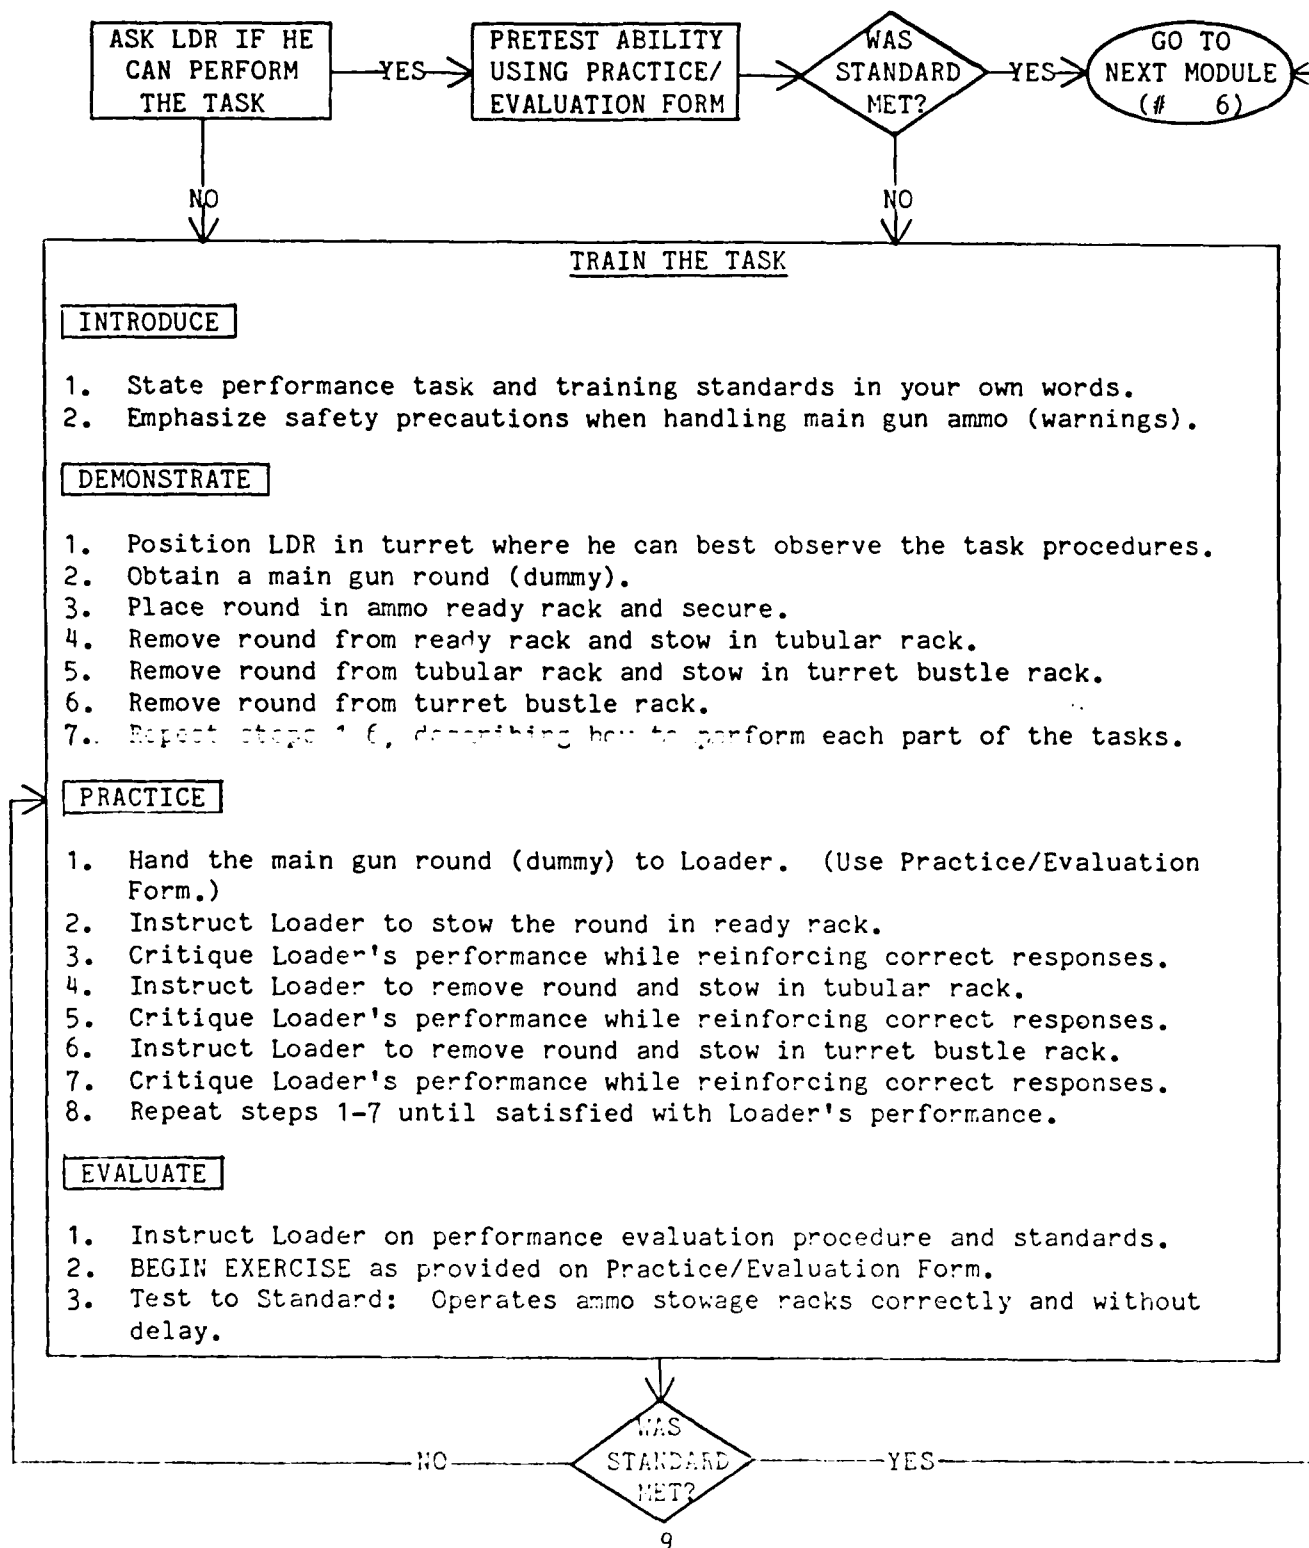 ASK LDR IF HE
CAN PERFORM
THE TASK
YES
PRETEST ABILITY
USING PRACTICE/
EVALUATION FORM
WAS
STANDARD
MET?
YES
GO TO
NEXT MODULE
(# 6)
NO
NO
TRAIN THE TASK
INTRODUCE
1. State performance task and training standards in your own words.
2. Emphasize safety precautions when handling main gun ammo (warnings).
DEMONSTRATE
1. Position LDR in turret where he can best observe the task procedures.
2. Obtain a main gun round (dummy).
3. Place round in ammo ready rack and secure.
4. Remove round from ready rack and stow in tubular rack.
5. Remove round from tubular rack and stow in turret bustle rack.
6. Remove round from turret bustle rack.
7. Repeat steps 1-6, describing how to perform each part of the tasks.
PRACTICE
1. Hand the main gun round (dummy) to Loader. (Use Practice/Evaluation
Form.)
2. Instruct Loader to stow the round in ready rack.
3. Critique Loader's performance while reinforcing correct responses.
4. Instruct Loader to remove round and stow in tubular rack.
5. Critique Loader's performance while reinforcing correct responses.
6. Instruct Loader to remove round and stow in turret bustle rack.
7. Critique Loader's performance while reinforcing correct responses.
8. Repeat steps 1-7 until satisfied with Loader's performance.
EVALUATE
1. Instruct Loader on performance evaluation procedure and standards.
2. BEGIN EXERCISE as provided on Practice/Evaluation Form.
3. Test to Standard: Operates ammo stowage racks correctly and without
delay.
WAS
STANDARD
MET?
NO
YES
9